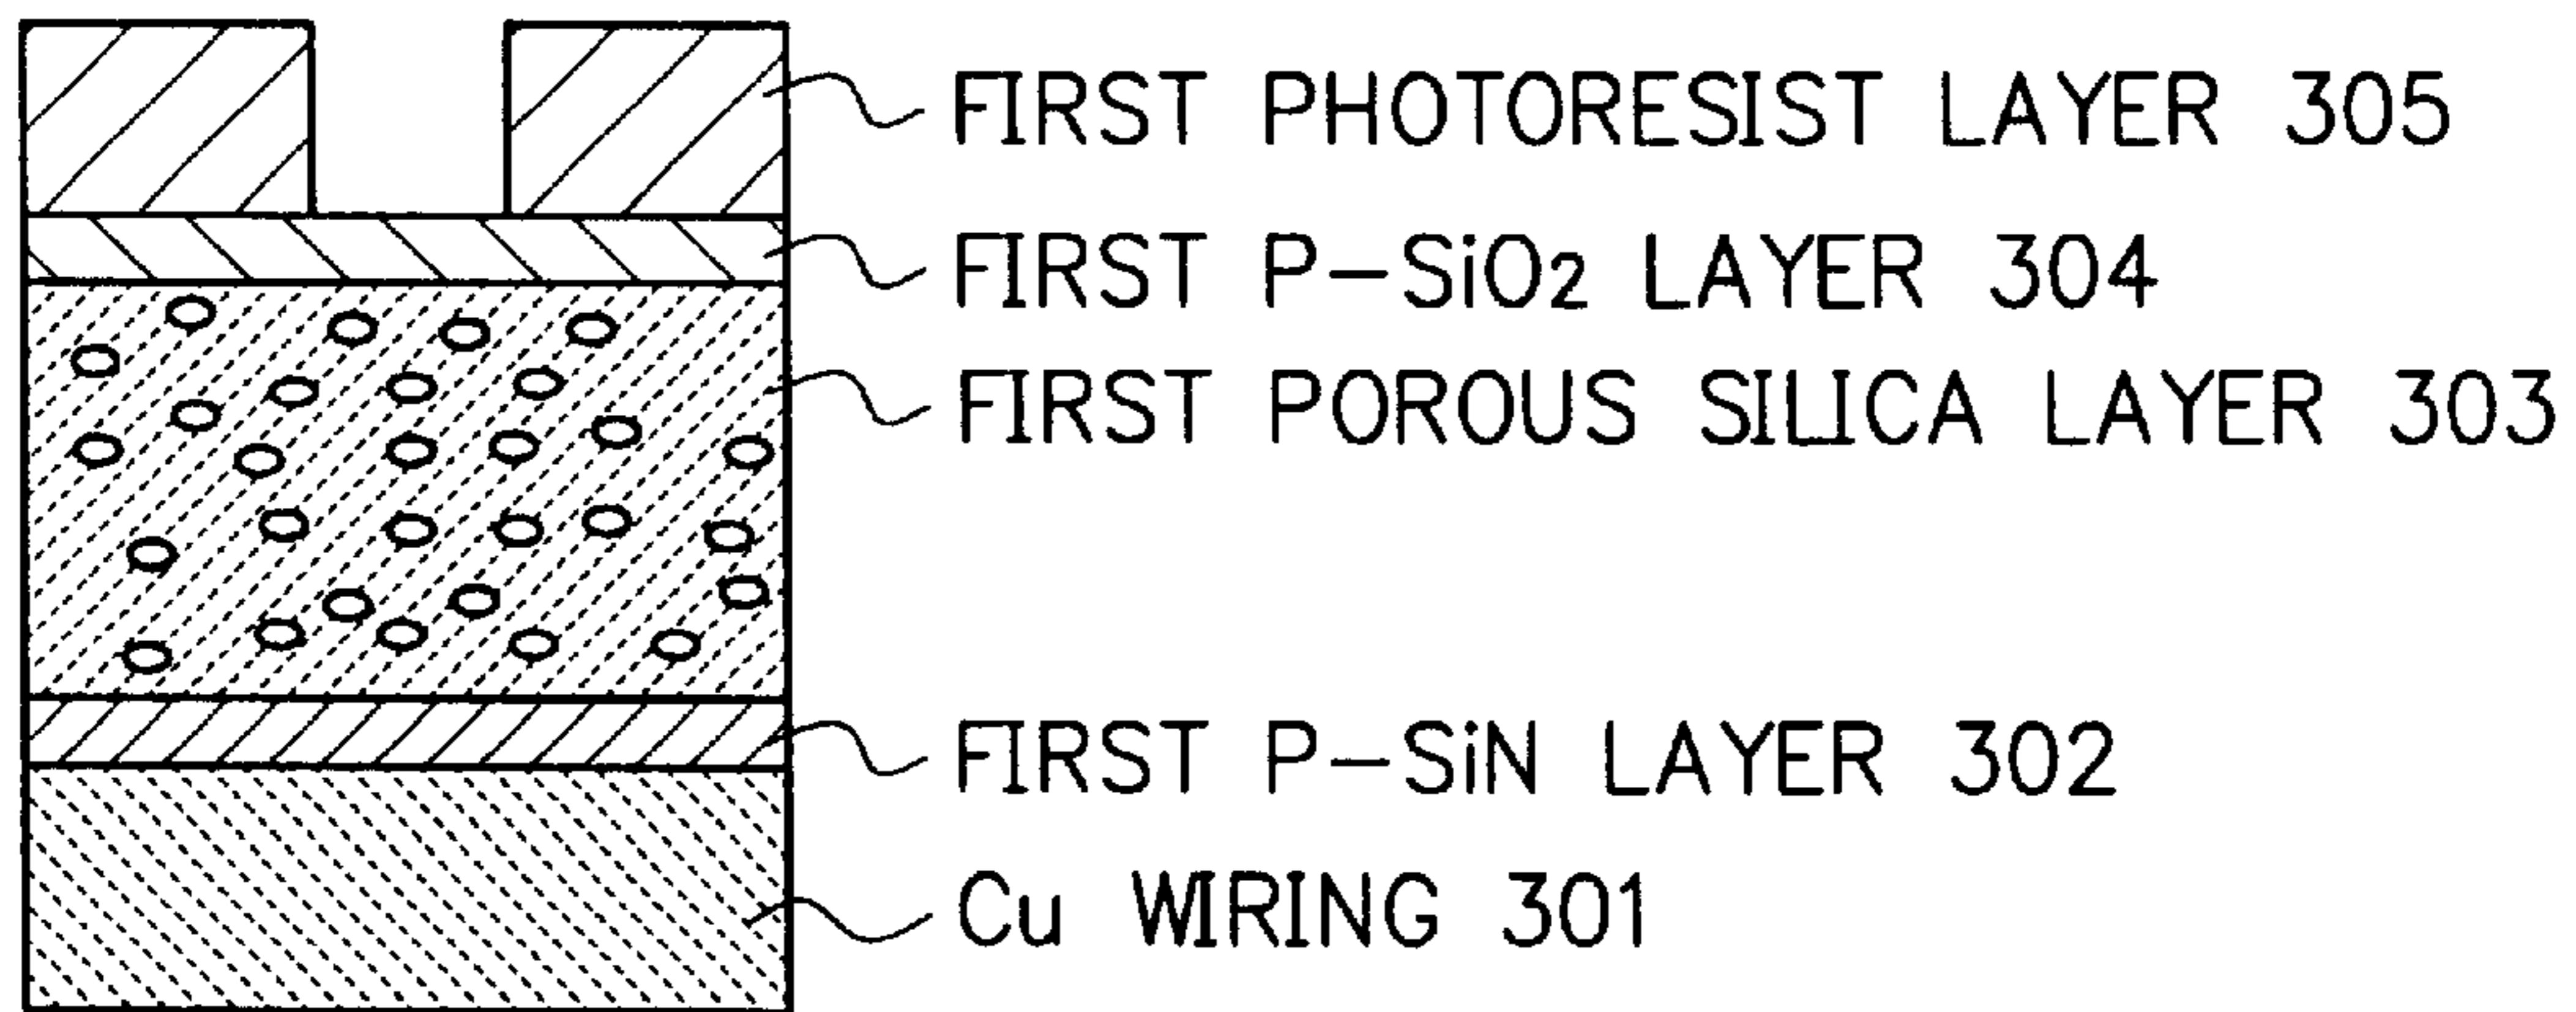 FIRST PHOTORESIST LAYER 305
FIRST P-SiO2 LAYER 304
FIRST POROUS SILICA LAYER 303
FIRST P-SiN LAYER 302
Cu WIRING 301